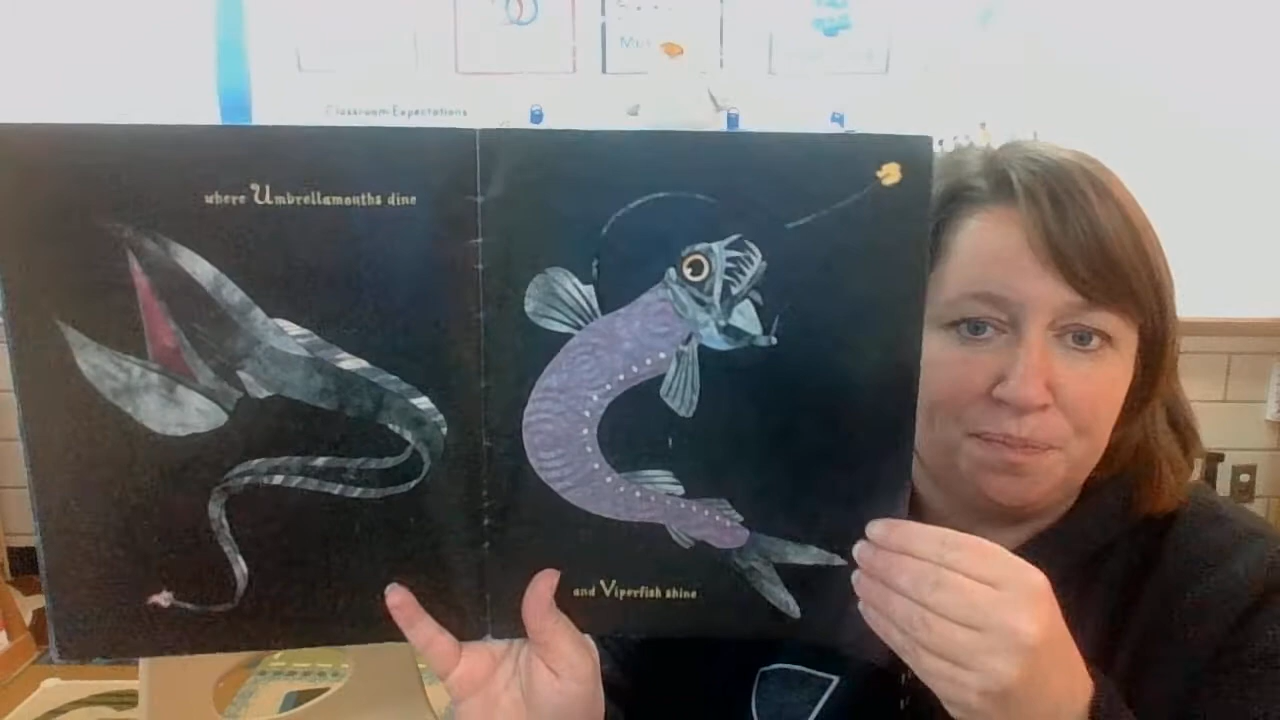 Classroom Expectations
where Umbrellamouths dine
and Viperfish shine